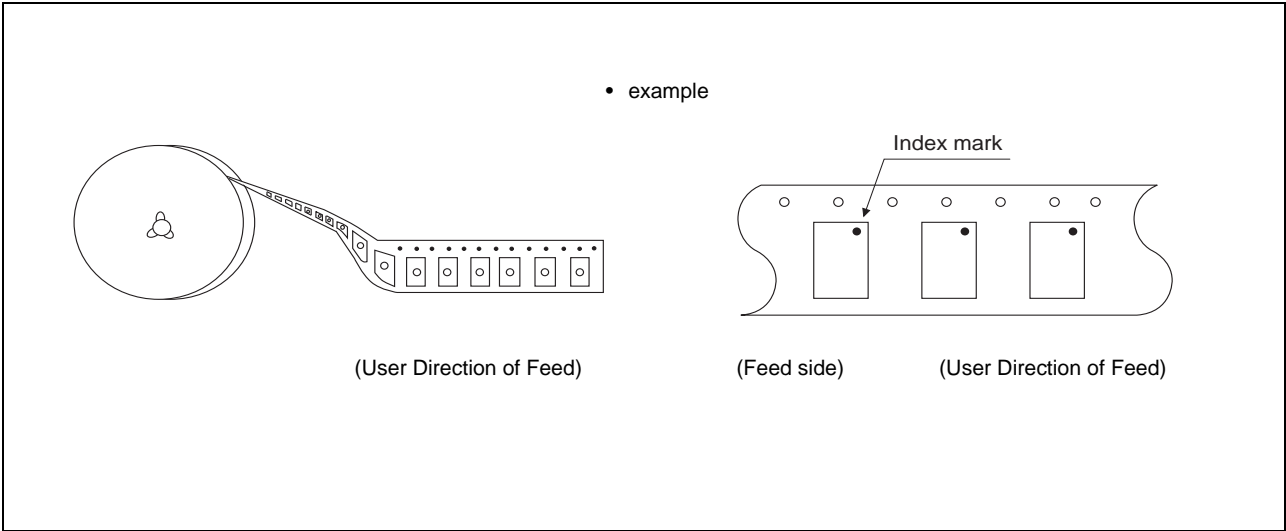 • example
Index mark
(User Direction of Feed)
(Feed side)
(User Direction of Feed)